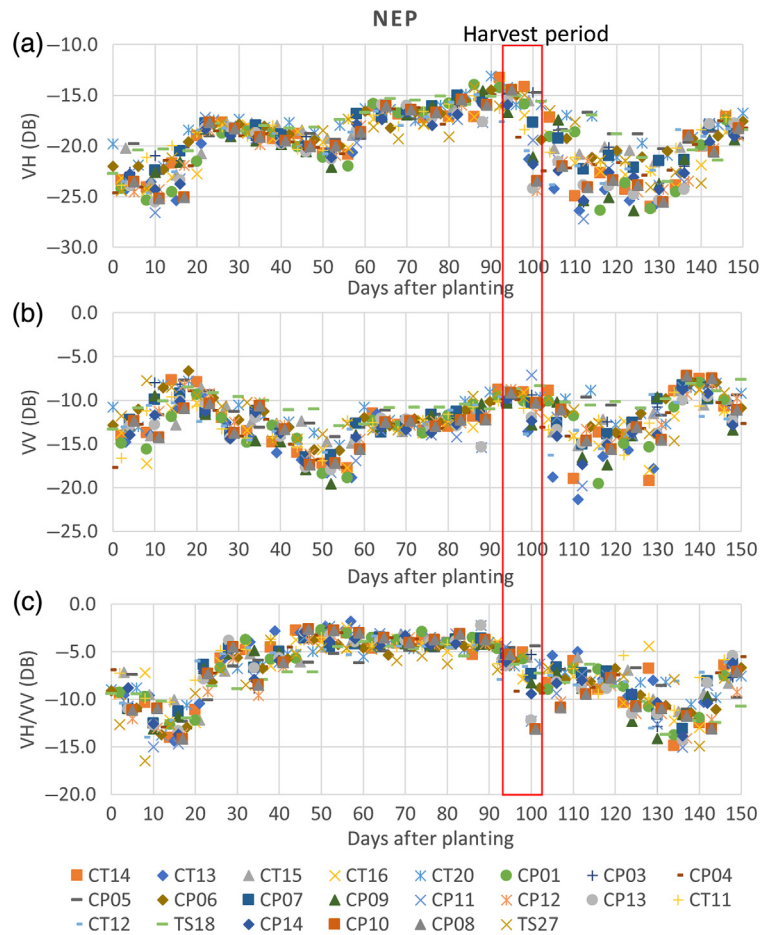 NEP
(a)
Harvest period
−10.0
−15.0
−20.0
−25.0
−30.0
VH (DB)
0 10 20 30 40 50 60 70 80 90 100 110 120 130 140 150
Days after planting
(b)
0.0
−5.0
−10.0
−15.0
−20.0
−25.0
VV (DB)
0 10 20 30 40 50 60 70 80 90 100 110 120 130 140 150
Days after planting
(c)
0.0
−5.0
−10.0
−15.0
−20.0
VH/VV (DB)
0 10 20 30 40 50 60 70 80 90 100 110 120 130 140 150
Days after planting
CT14 CT13 CT15 CT16 CT20 CP01 CP03 CP04
CP05 CP06 CP07 CP09 CP11 CP12 CP13 CT11
CT12 TS18 CP14 CP10 CP08 TS27